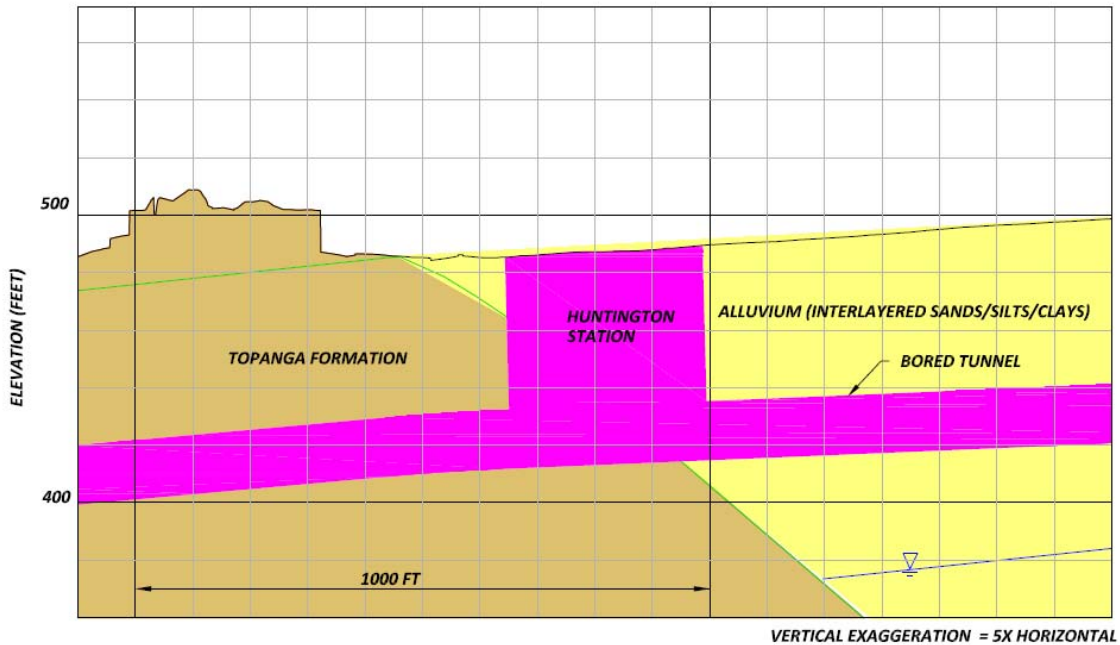 500
HUNTINGTON
STATION
ALLUVIUM (INTERLAYERED SANDS/SILTS/CLAYS)
TOPANGA FORMATION
BORED TUNNEL
ELEVATION (FEET)
400
1000 FT
VERTICAL EXAGGERATION = 5X HORIZONTAL